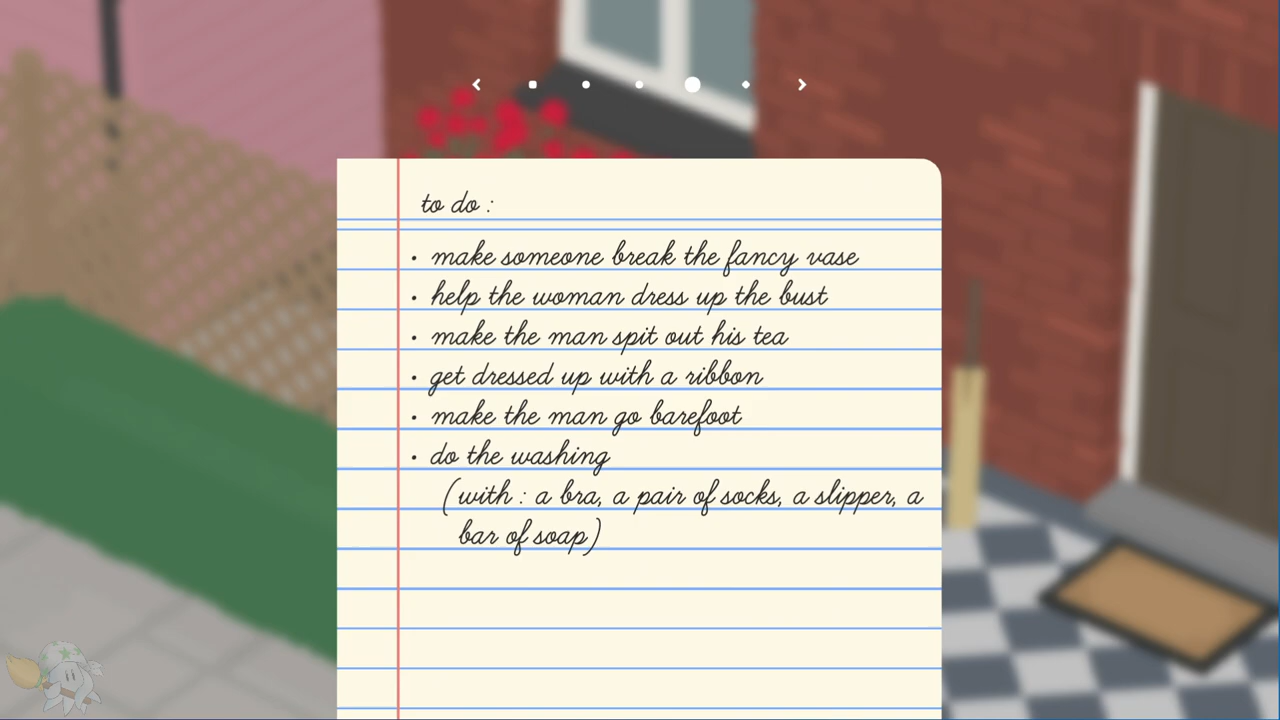 to do :
• make someone break the fancy vase
• help the woman dress up the bust
• make the man spit out his tea
• get dressed up with a ribbon
• make the man go barefoot
• do the washing
(with : a bra, a pair of socks, a slipper, a
bar of soap)